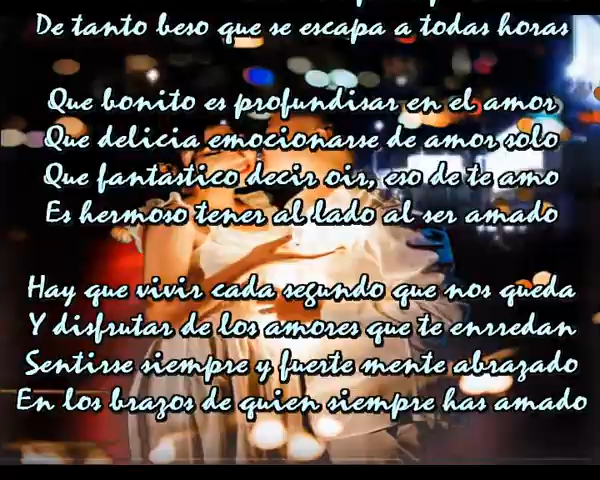 De tanto beso que se escapa a todas horas
Que bonito es profundisar en el amor
Que delicia emocionarse de amor solo
Que fantastico decir oir, eso de te amo
Es hermoso tener al lado al ser amado
Hay que vivir cada segundo que nos queda
Y disfrutar de los amores que te enrredan
Sentirse siempre y fuerte mente abrazado
En los brazos de quien siempre has amado